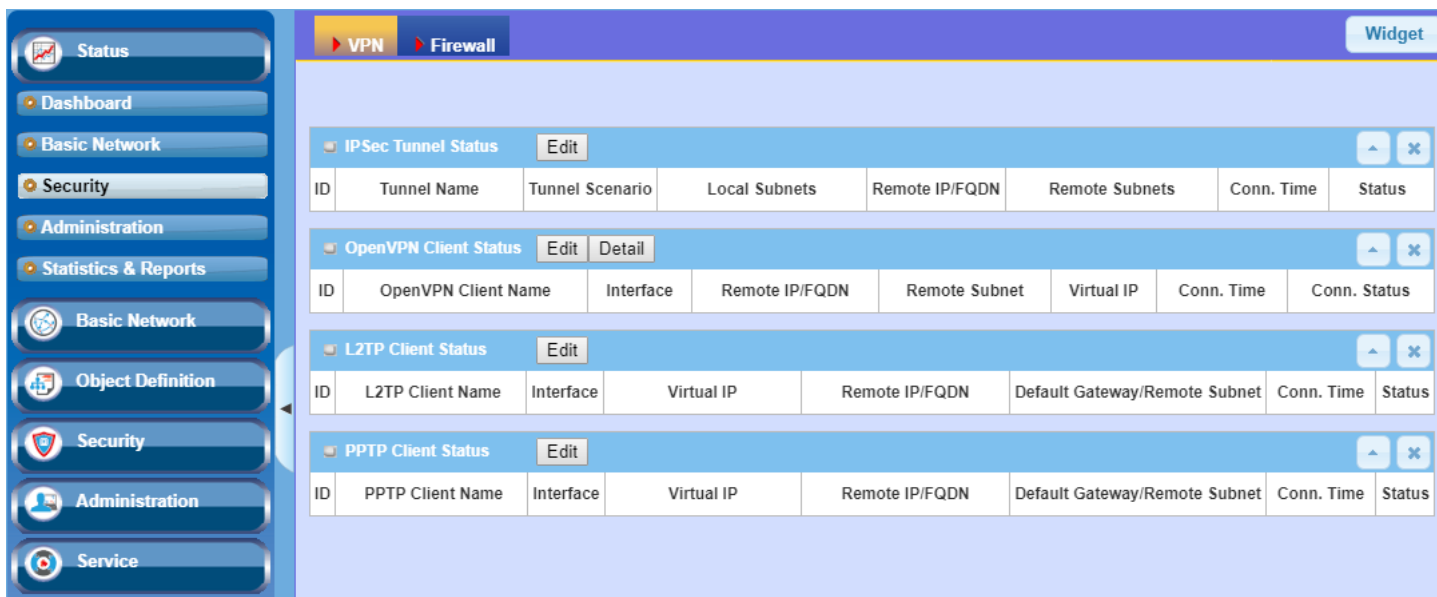 Status
Dashboard
Basic Network
Security
Administration
Statistics & Reports
Basic Network
Object Definition
Security
Administration
Service
VPN Firewall
Widget
IPSec Tunnel Status Edit
ID Tunnel Name Tunnel Scenario Local Subnets Remote IP/FQDN Remote Subnets Conn. Time Status
OpenVPN Client Status Edit Detail
ID OpenVPN Client Name Interface Remote IP/FQDN Remote Subnet Virtual IP Conn. Time Conn. Status
L2TP Client Status Edit
ID L2TP Client Name Interface Virtual IP Remote IP/FQDN Default Gateway/Remote Subnet Conn. Time Status
PPTP Client Status Edit
ID PPTP Client Name Interface Virtual IP Remote IP/FQDN Default Gateway/Remote Subnet Conn. Time Status